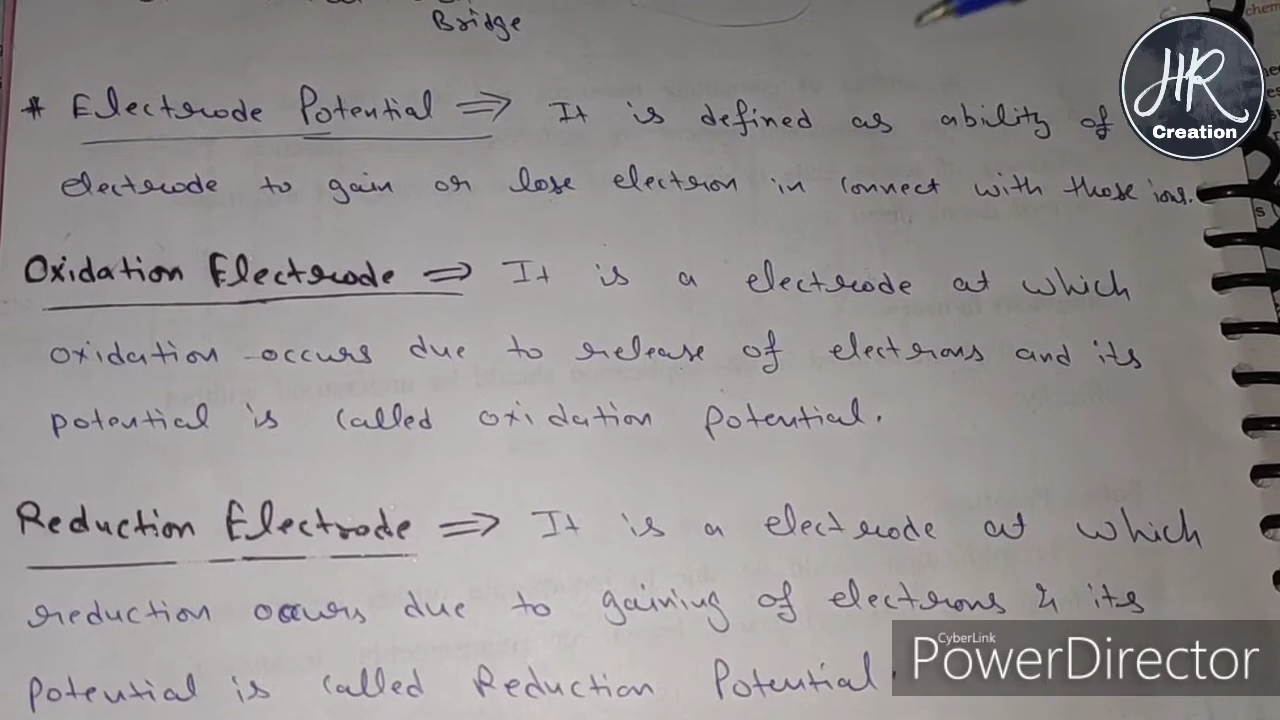 Bridge
* Electrode Potential ⇒ It is defined as ability of
electrode to gain or lose electron in connect with those ions.
Oxidation Electrode ⇒ It is a electrode at which
oxidation occurs due to release of electrons and its
potential is called oxidation potential.
Reduction Electrode ⇒ It is a electrode at which
reduction occurs due to gaining of electrons & its
potential is called Reduction Potential.
HR
Creation
CyberLink
PowerDirector
chem